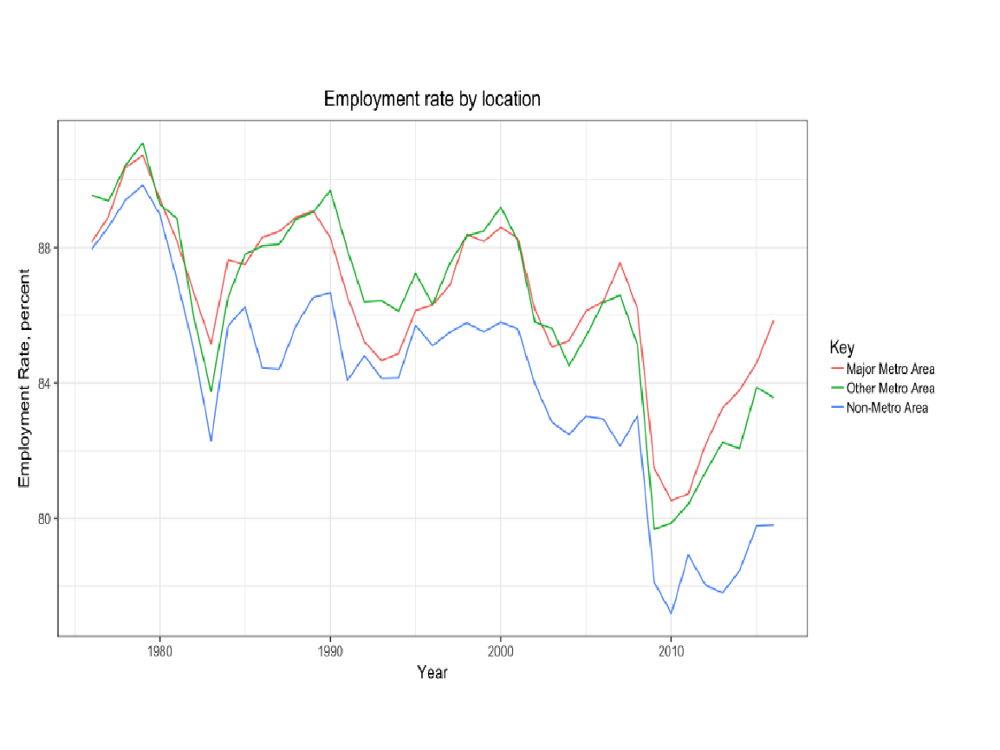 Employment rate by location
Employment Rate, percent
88
84
80
1980
1990
2000
2010
Year
Key
Major Metro Area
Other Metro Area
Non-Metro Area